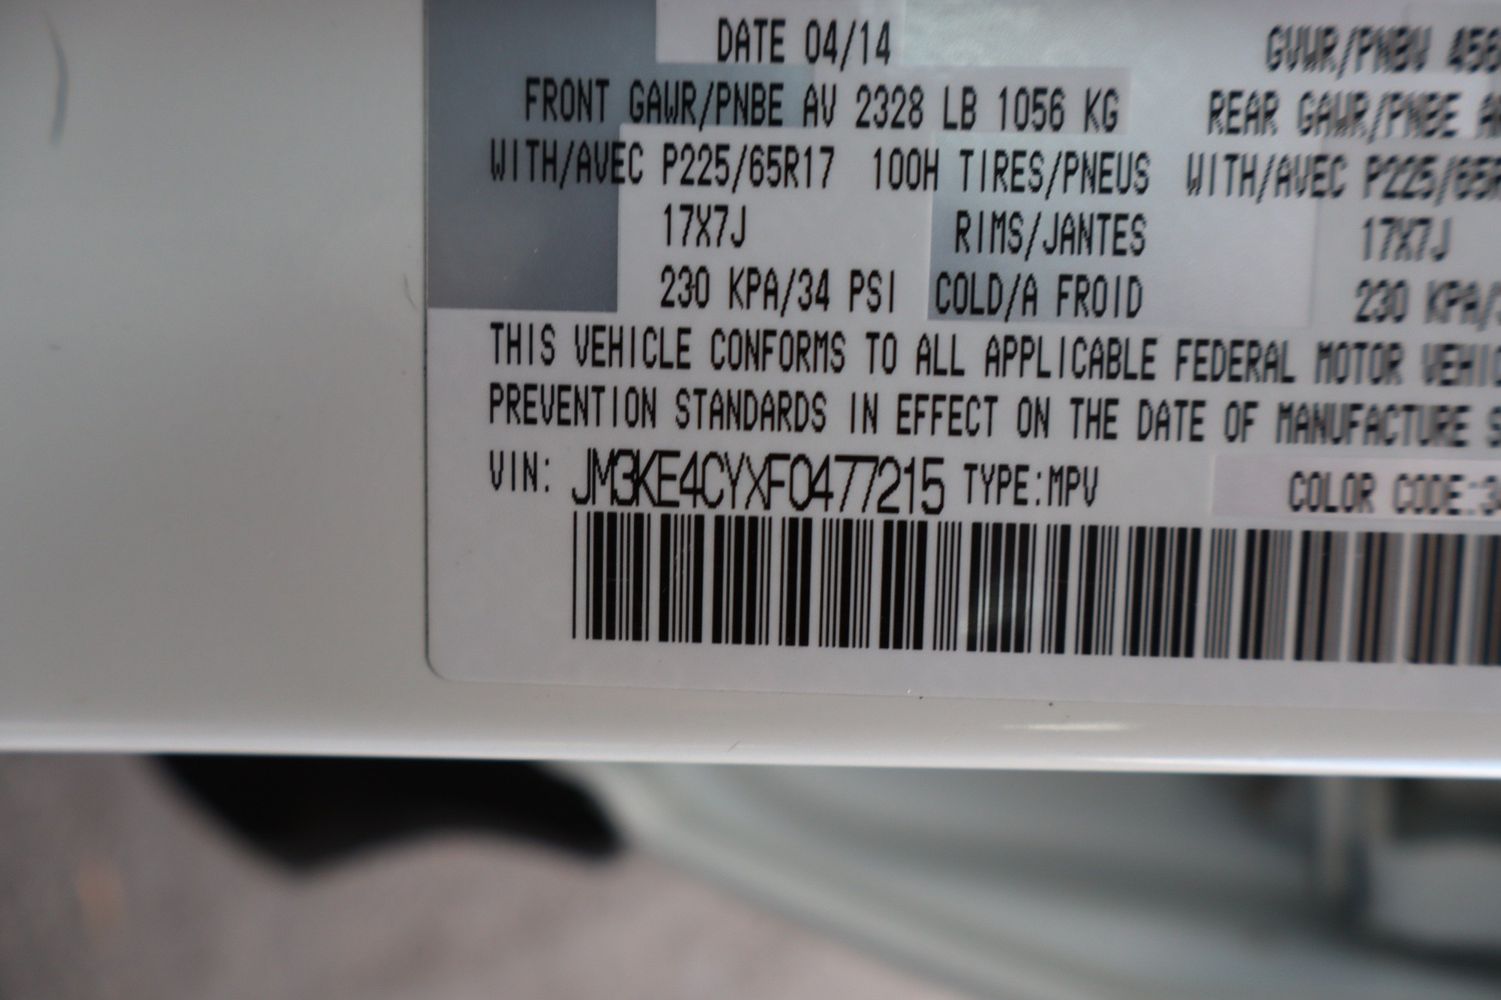 DATE 04/14 GVWR/PNBV 456
FRONT GAWR/PNBE AV 2328 LB 1056 KG REAR GAWR/PNBE
WITH/AVEC P225/65R17 100H TIRES/PNEUS WITH/AVEC P225/65R
17X7J RIMS/JANTES 17X7J
230 KPA/34 PSI COLD/A FROID 230 KPA/
THIS VEHICLE CONFORMS TO ALL APPLICABLE FEDERAL MOTOR VEHIC
PREVENTION STANDARDS IN EFFECT ON THE DATE OF MANUFACTURE S
VIN: JM3KE4CYXF0477215 TYPE:MPV COLOR CODE:3